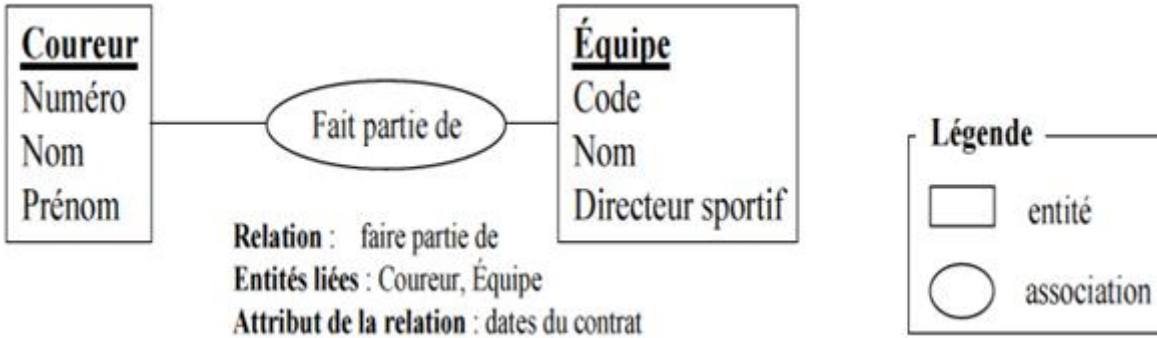 Coureur
Numéro
Nom
Prénom
Fait partie de
Équipe
Code
Nom
Directeur sportif
Relation : faire partie de
Entités liées : Coureur, Équipe
Attribut de la relation : dates du contrat
Légende
entité
association